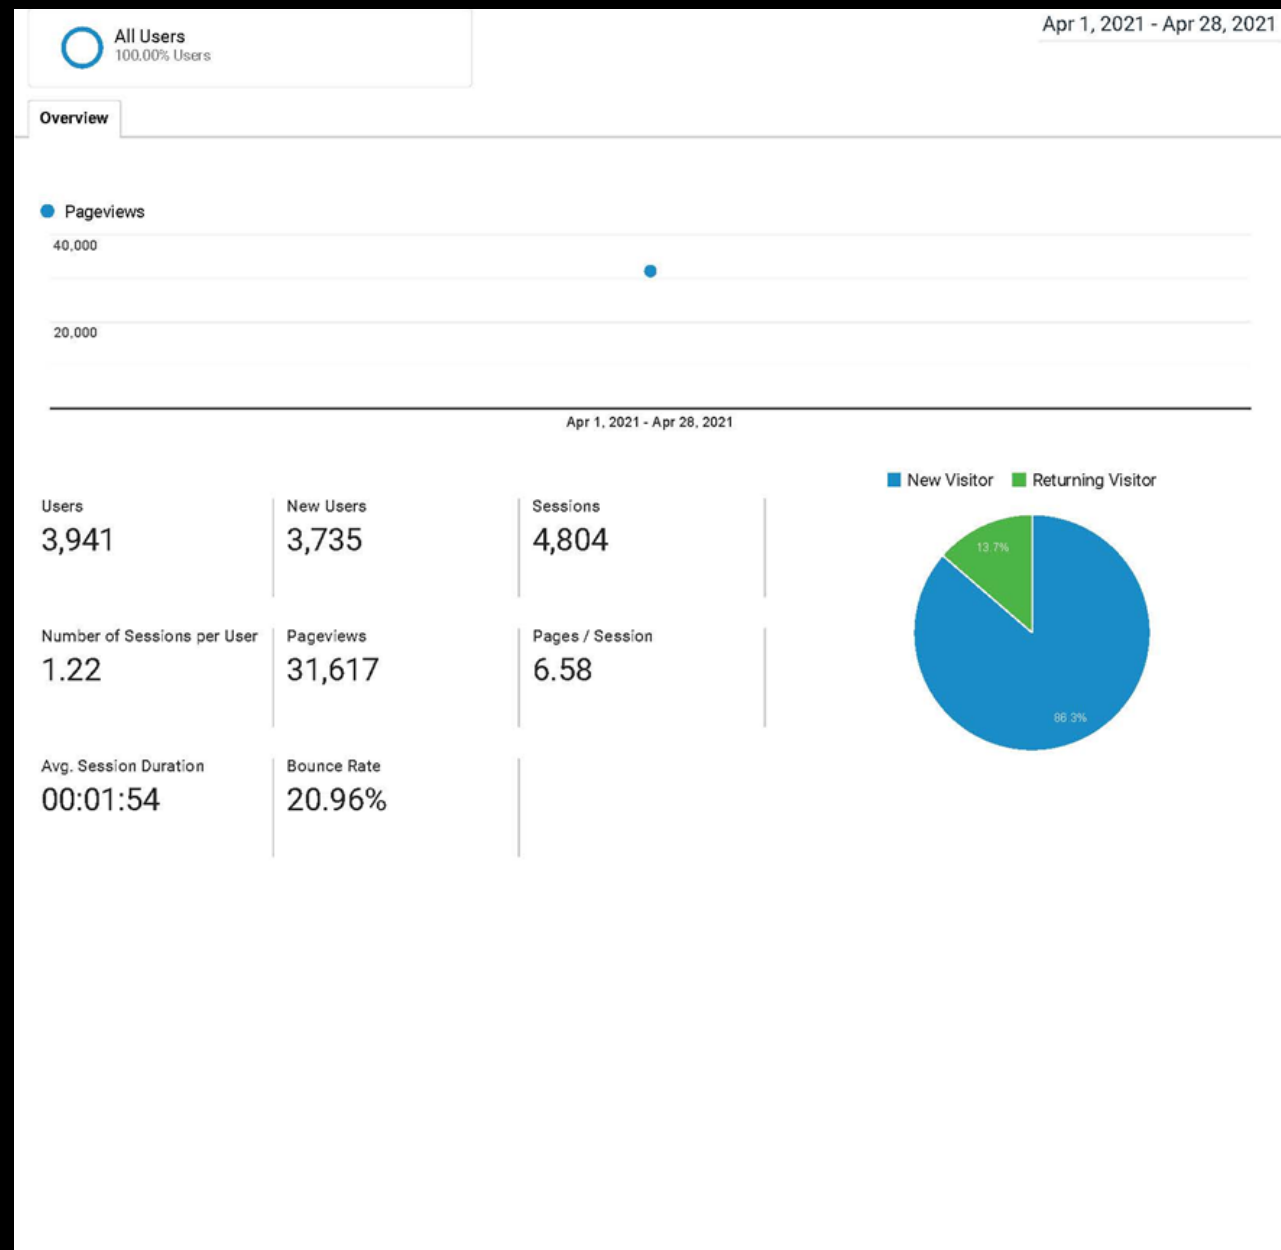 All Users
100.00% Users
Apr 1, 2021 - Apr 28, 2021
Overview
Pageviews
40,000
20,000
Apr 1, 2021 - Apr 28, 2021
New Visitor Returning Visitor
Users
3,941
New Users
3,735
Sessions
4,804
Number of Sessions per User
1.22
Pageviews
31,617
Pages / Session
6.58
Avg. Session Duration
00:01:54
Bounce Rate
20.96%
13.7%
86.3%